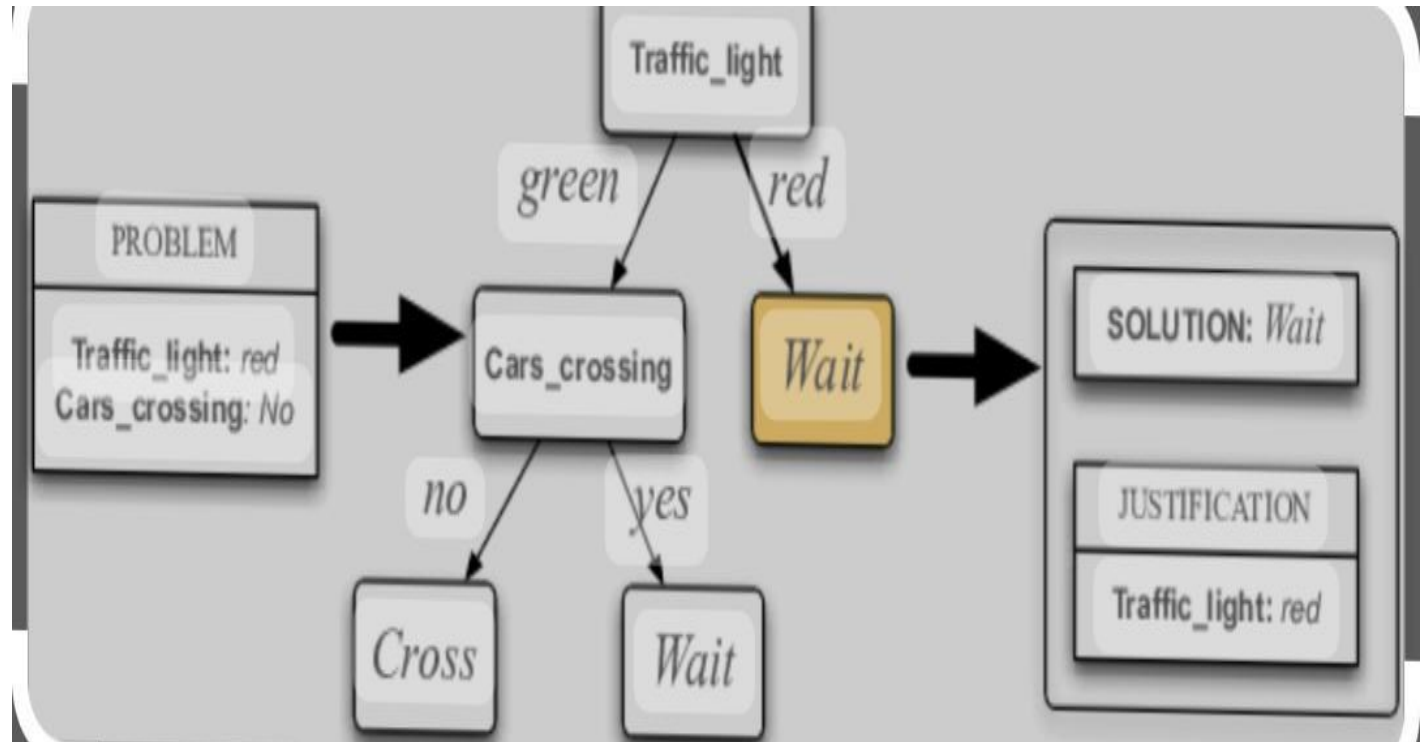 Traffic_light
green
red
PROBLEM
Traffic_light: red
Cars_crossing: No
Cars_crossing
Wait
SOLUTION: Wait
no
yes
JUSTIFICATION
Traffic_light: red
Cross
Wait